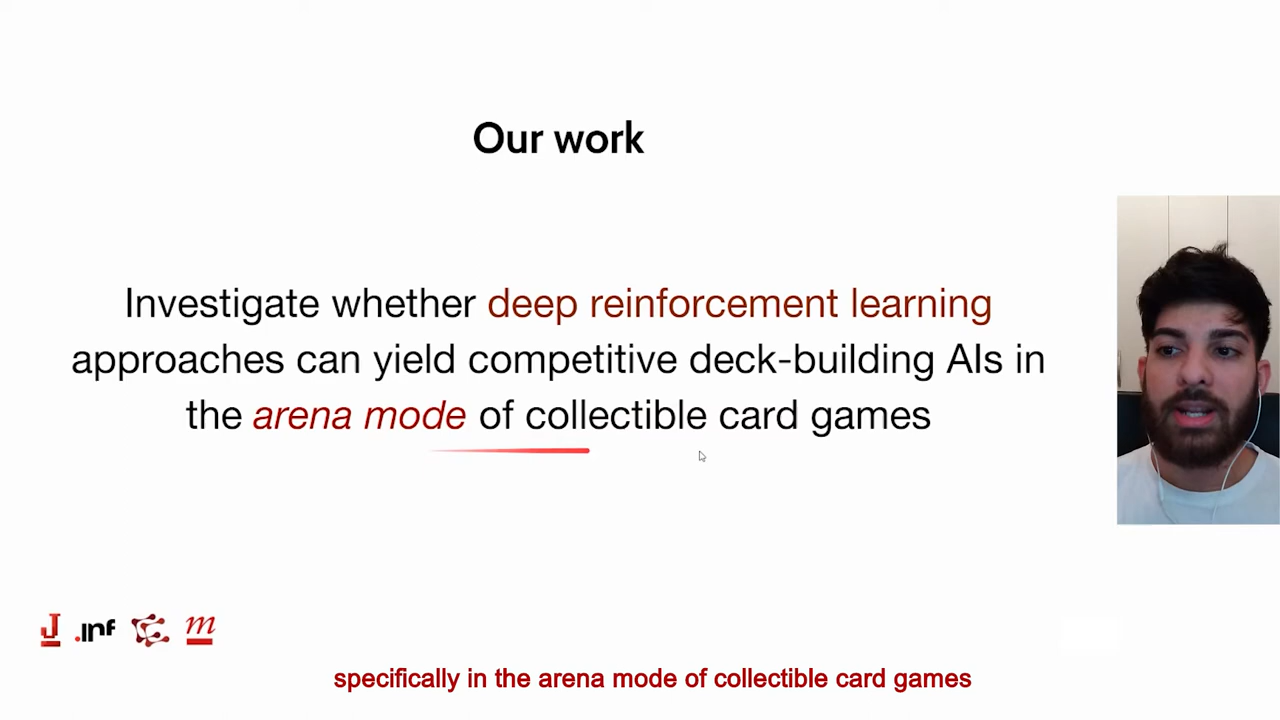 Our work
Investigate whether deep reinforcement learning
approaches can yield competitive deck-building AIs in
the arena mode of collectible card games
J .inf m
specifically in the arena mode of collectible card games